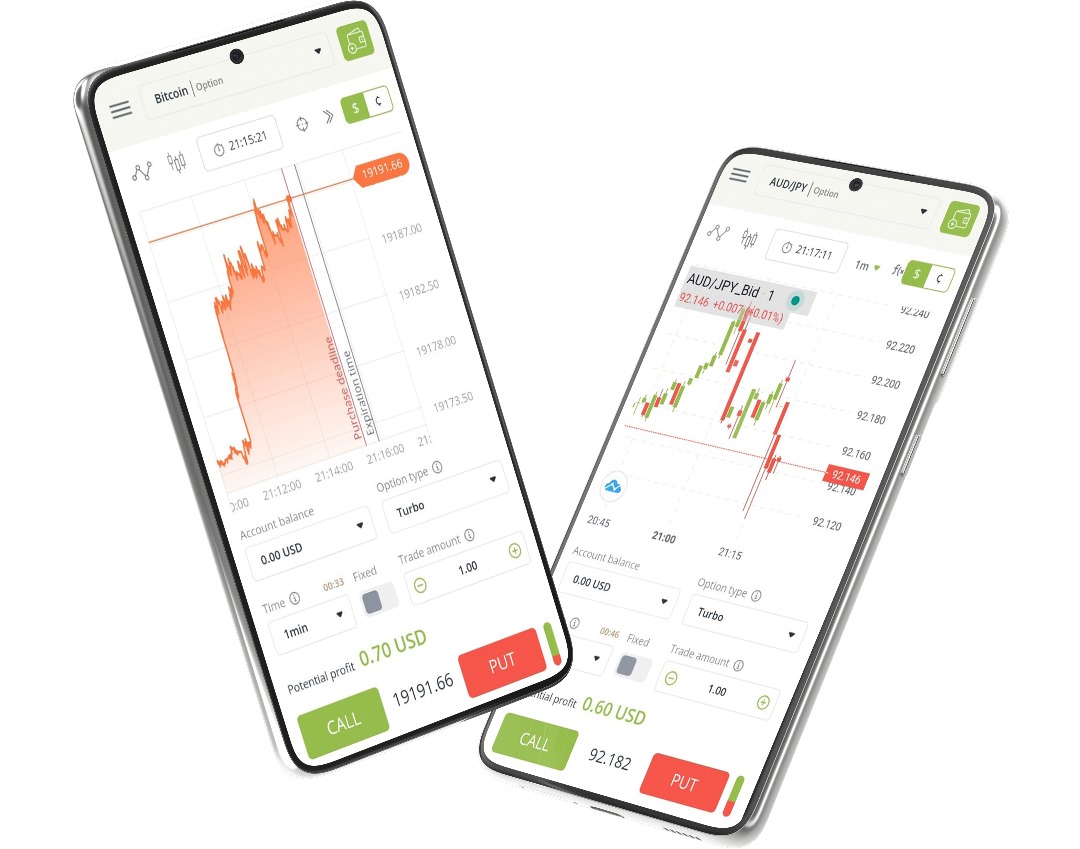 Bitcoin | Option
21:15:21
$ ¢
19191.66
19187.00
19182.50
19178.00
19173.50
Purchase deadline
Expiration time
0:00 21:12:00 21:14:00 21:16:00 21:
Account balance
Option type
0.00 USD
Turbo
Time
00:33
Fixed
Trade amount
1min
1.00
Potential profit 0.70 USD
CALL
19191.66
PUT
AUD/JPY | Option
21:17:11
1m
f(x
$ ¢
AUD/JPY_Bid 1
92.146 +0.007 (+0.01%)
92.240
92.220
92.200
92.180
92.160
92.146
92.140
92.120
20:45 21:00 21:15
Account balance
Option type
0.00 USD
Turbo
00:46
Fixed
Trade amount
1.00
ntial profit 0.60 USD
CALL
92.182
PUT